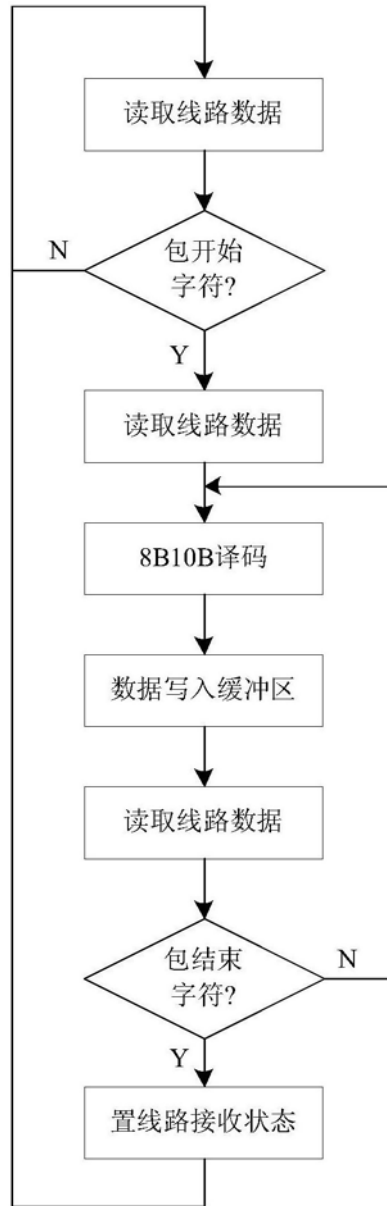 读取线路数据
N
包开始
字符?
Y
读取线路数据
8B10B译码
数据写入缓冲区
读取线路数据
包结束
字符?
N
Y
置线路接收状态